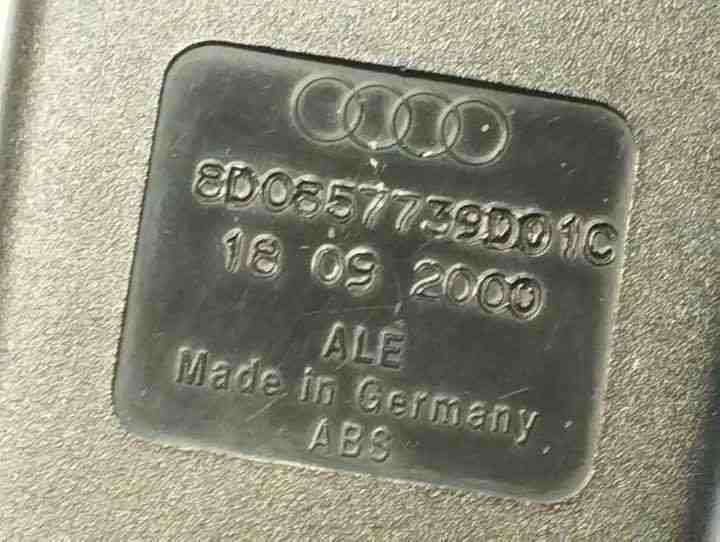 8D0857739D01C
18 09 2000
ALE
Made in Germany
ABS